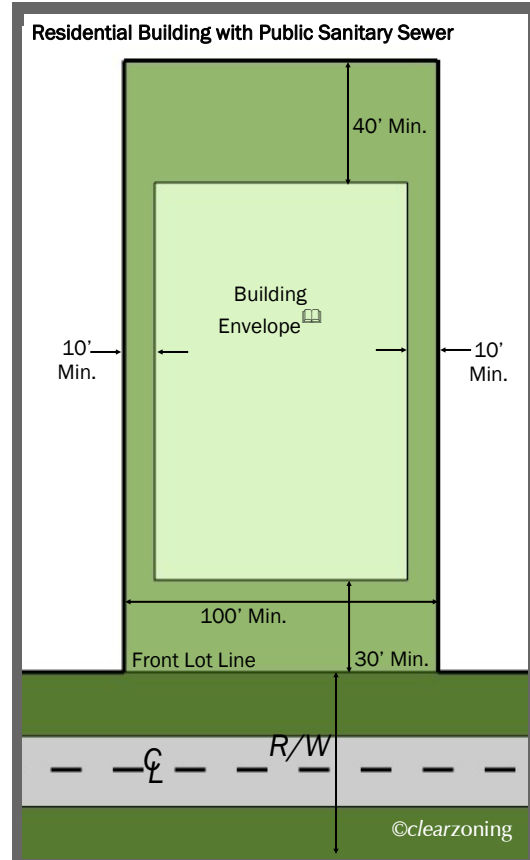 Residential Building with Public Sanitary Sewer
40’ Min.
Building
Envelope
10’
Min.
10’
Min.
100’ Min.
Front Lot Line
30’ Min.
R/W
℄
©clearzoning